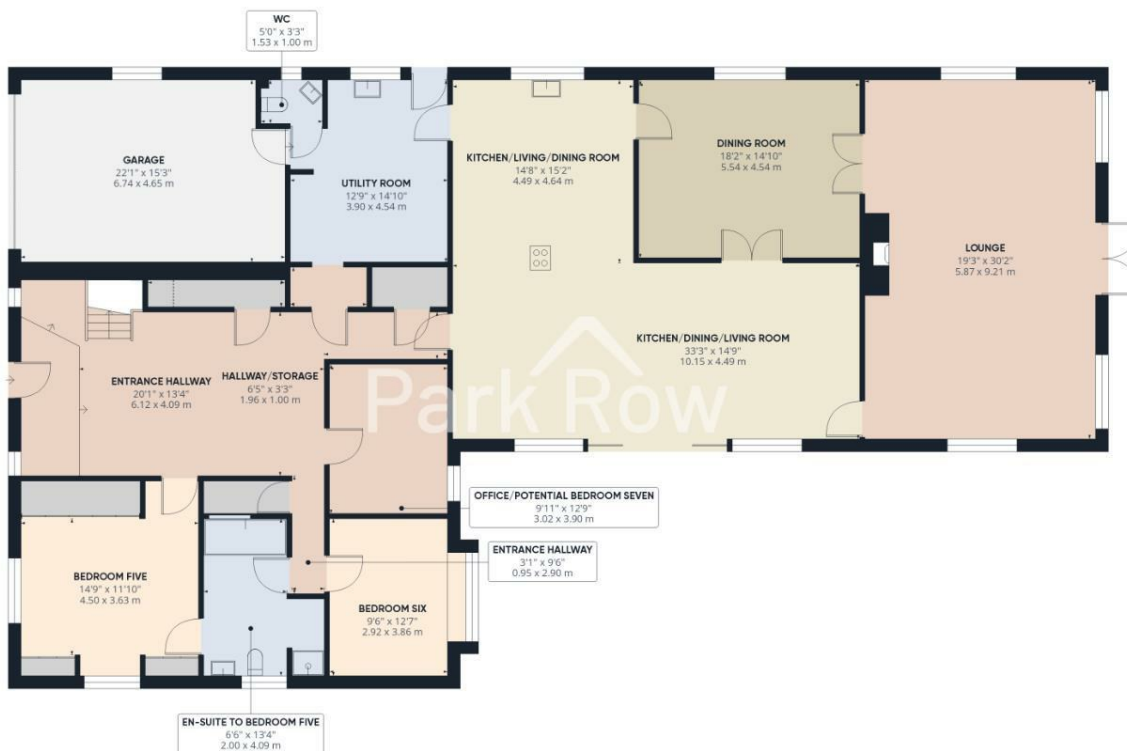 WC
5'0" x 3'3"
1.53 x 1.00 m
GARAGE
22'1" x 15'3"
6.74 x 4.65 m
UTILITY ROOM
12'9" x 14'10"
3.90 x 4.54 m
KITCHEN/LIVING/DINING ROOM
14'8" x 15'2"
4.49 x 4.64 m
DINING ROOM
18'2" x 14'10"
5.54 x 4.54 m
LOUNGE
19'3" x 30'2"
5.87 x 9.21 m
KITCHEN/DINING/LIVING ROOM
33'3" x 14'9"
10.15 x 4.49 m
ENTRANCE HALLWAY
20'1" x 13'4"
6.12 x 4.09 m
HALLWAY/STORAGE
6'5" x 3'3"
1.96 x 1.00 m
Park Row
OFFICE/POTENTIAL BEDROOM SEVEN
9'11" x 12'9"
3.02 x 3.90 m
ENTRANCE HALLWAY
3'1" x 9'6"
0.95 x 2.90 m
BEDROOM FIVE
14'9" x 11'10"
4.50 x 3.63 m
BEDROOM SIX
9'6" x 12'7"
2.92 x 3.86 m
EN-SUITE TO BEDROOM FIVE
6'6" x 13'4"
2.00 x 4.09 m